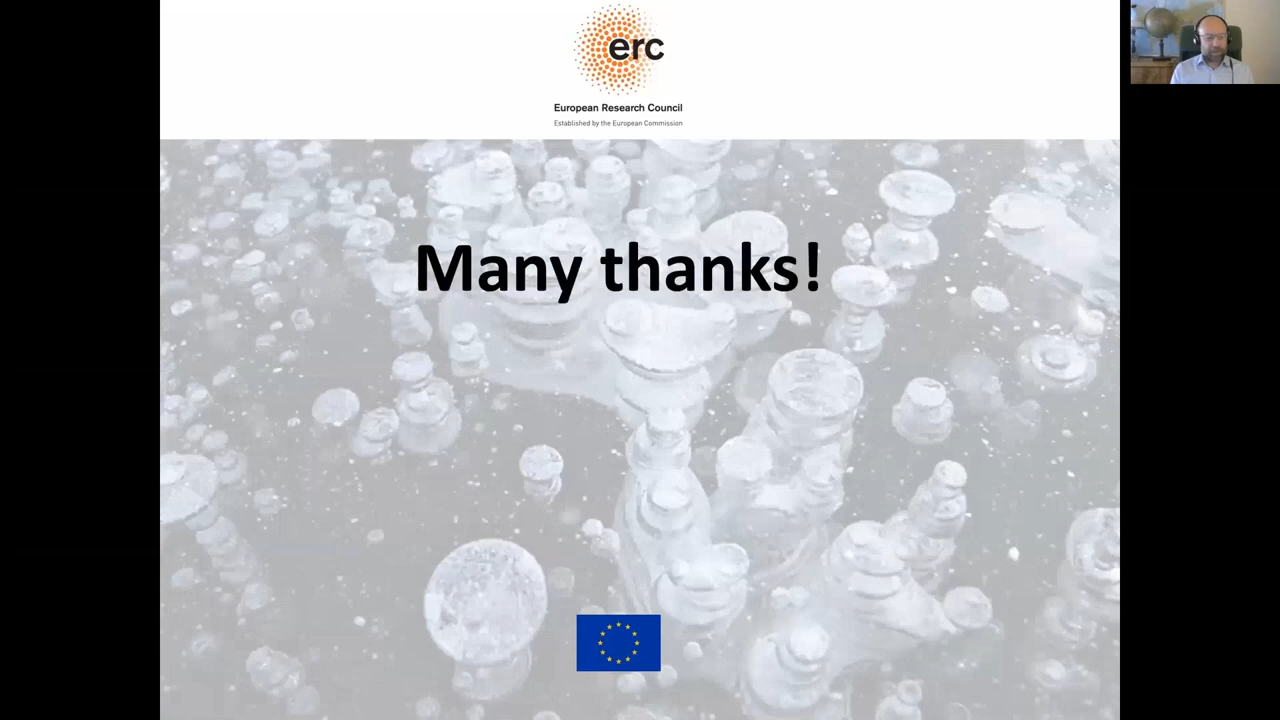 erc
European Research Council
Established by the European Commission
Many thanks!